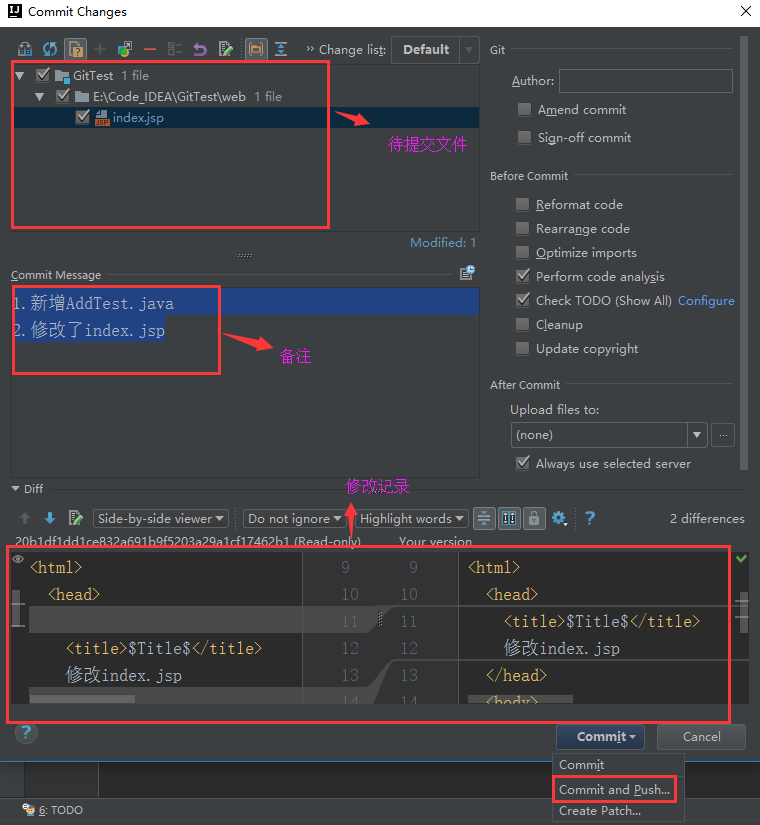 Commit Changes
Change list: Default
Git
GitTest 1 file
E:\Code_IDEA\GitTest\web 1 file
index.jsp
待提交文件
Author:
Amend commit
Sign-off commit
Before Commit
Reformat code
Rearrange code
Optimize imports
Perform code analysis
Check TODO (Show All) Configure
Cleanup
Update copyright
Modified: 1
Commit Message
1.新增AddTest.java
2.修改了index.jsp
备注
After Commit
Upload files to:
(none)
Always use selected server
Diff
修改记录
Side-by-side viewer Do not ignore Highlight words 2 differences
20b1df1dd1ce832a691b9f5203a29a1cf17462b1 (Read-only) Your version
<html> 9 9 <html>
<head> 10 10 <head>
11 11 <title>$Title$</title>
<title>$Title$</title> 12 12 修改index.jsp
修改index.jsp 13 13 </head>
14 14 <body>
Commit Cancel
Commit
Commit and Push...
Create Patch...
6: TODO